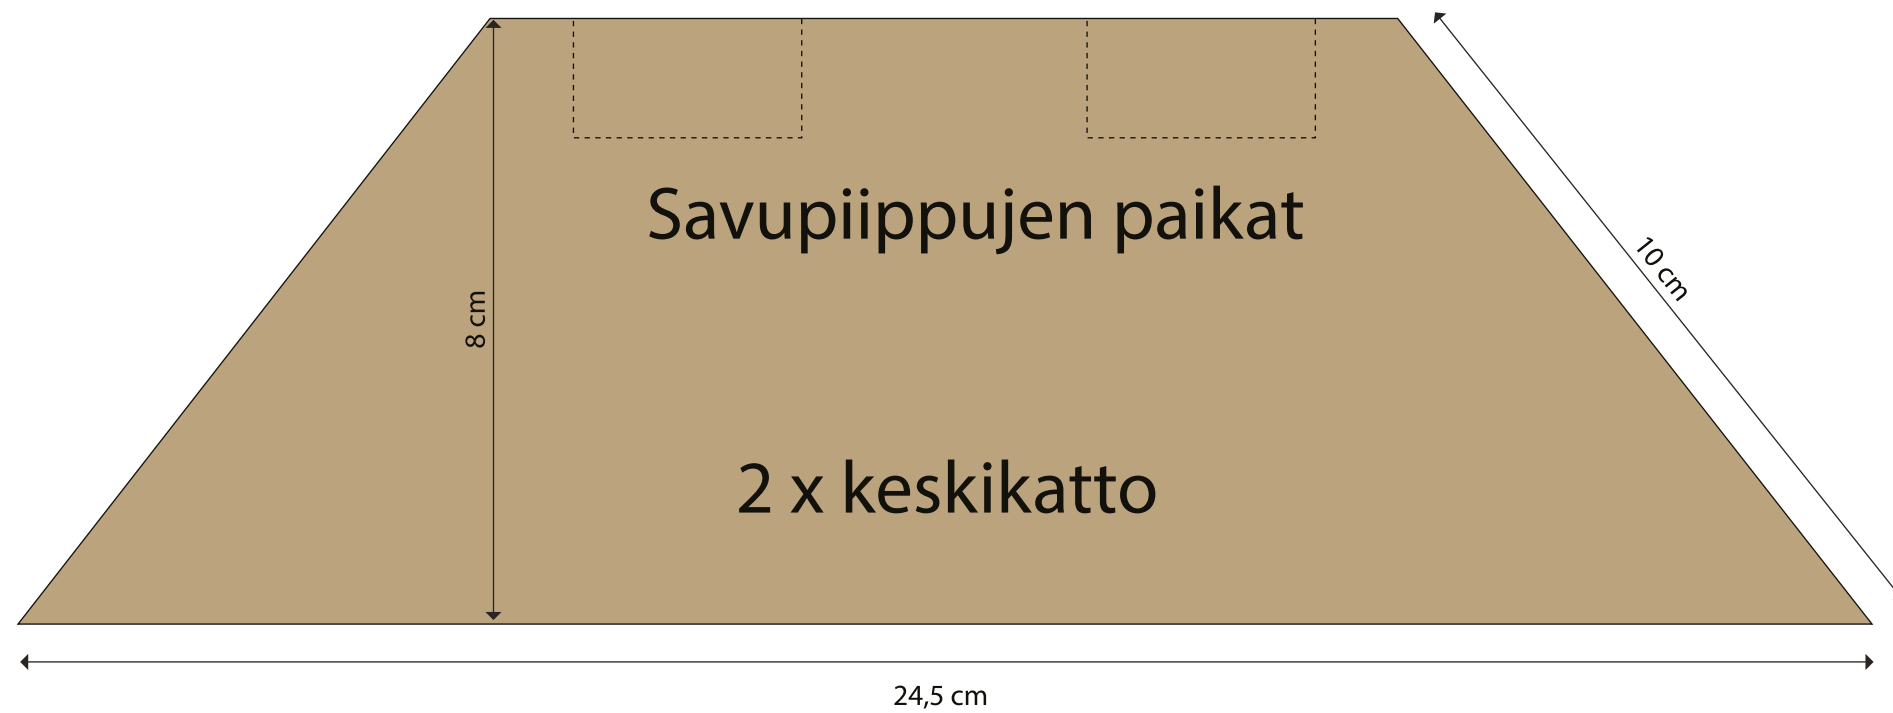 Savupiippujen paikat
10 cm
8 cm
2 x keskikatto
24,5 cm